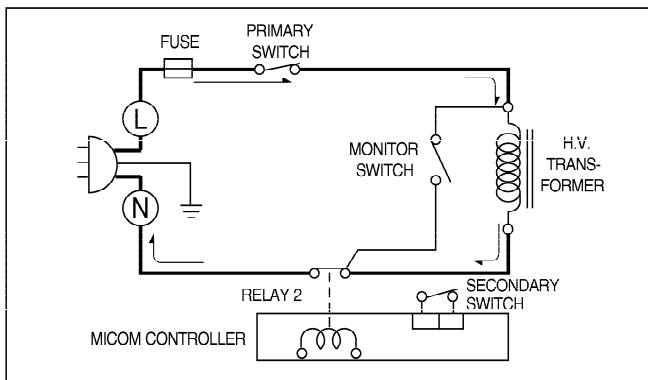 PRIMARY
SWITCH
FUSE
L
MONITOR
SWITCH
H.V.
TRANS-
FORMER
N
RELAY 2
SECONDARY
SWITCH
MICOM CONTROLLER